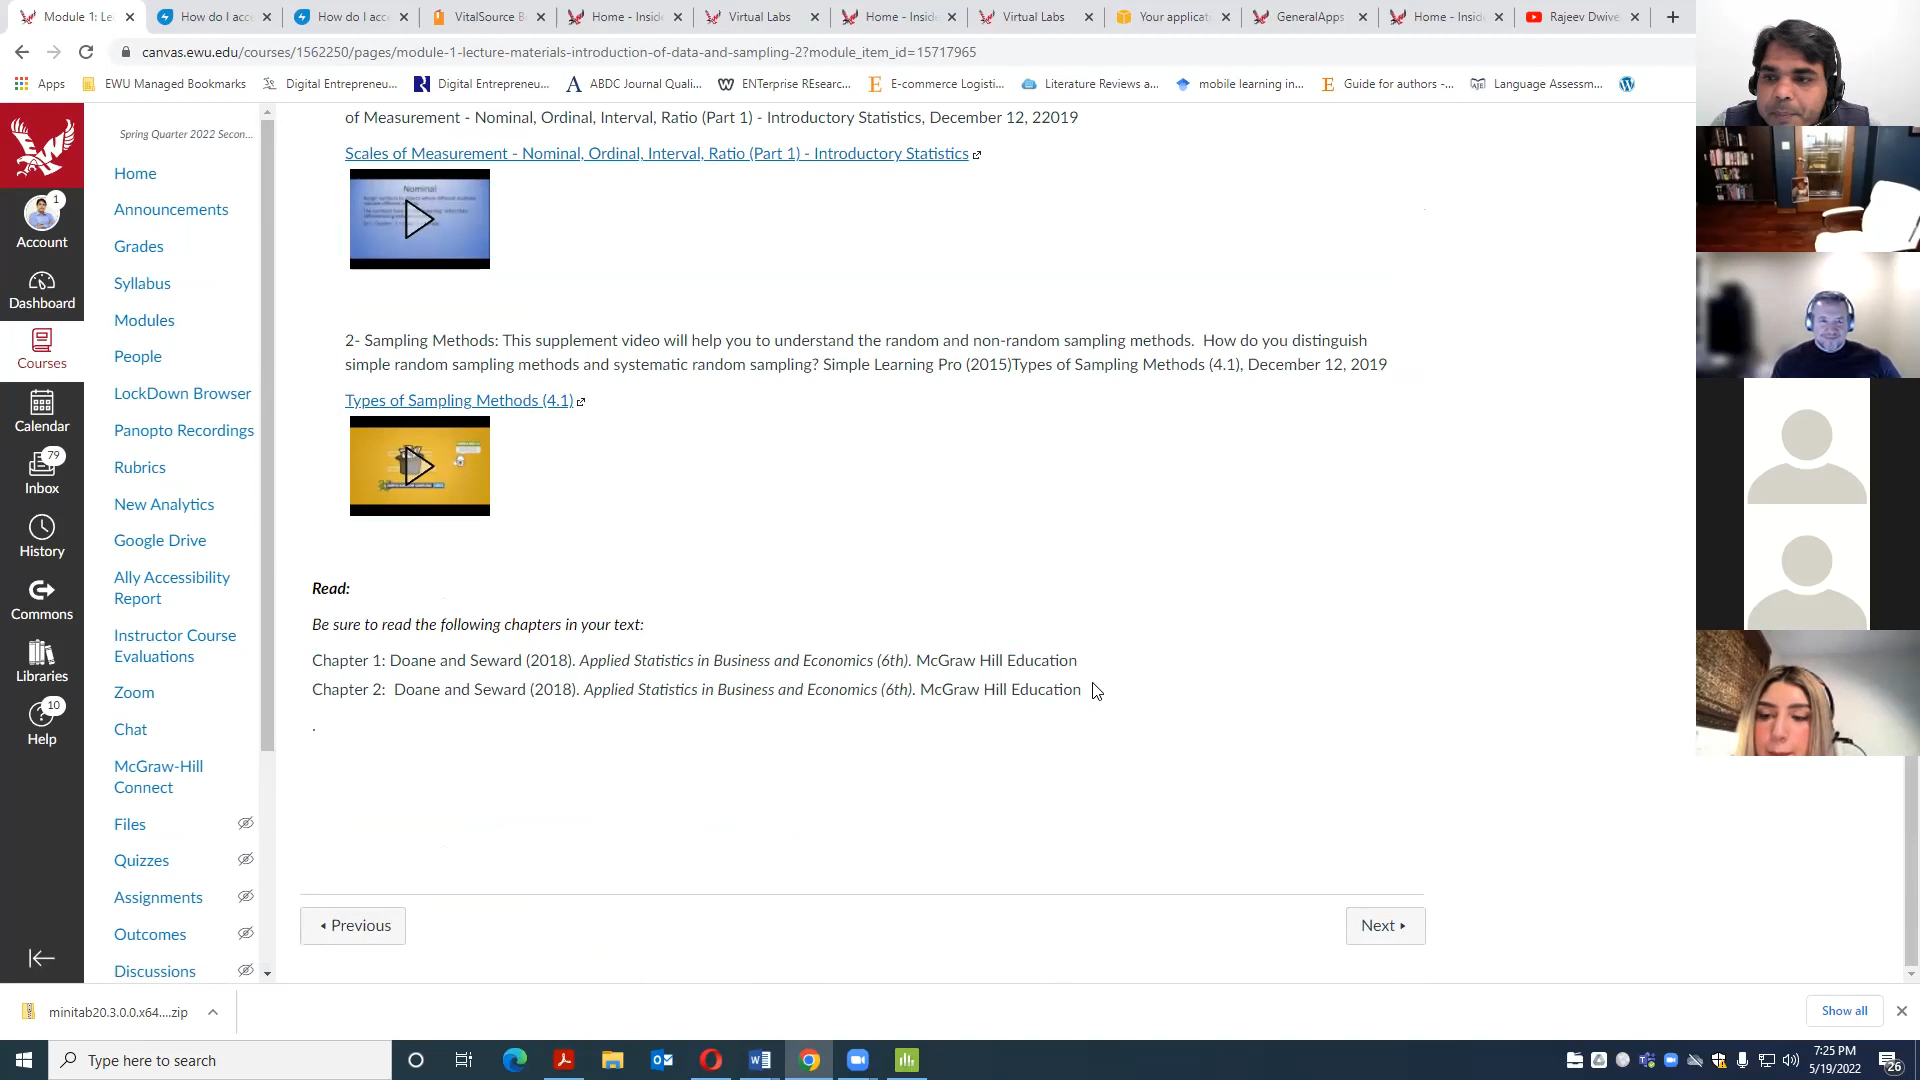 Module 1: Le
How do I acc
How do I acc
VitalSource B
Home - Inside
Virtual Labs
Home - Inside
Virtual Labs
Your applicat
GeneralApps
Home - Insid
Rajeev Dwive
canvas.ewu.edu/courses/1562250/pages/module-1-lecture-materials-introduction-of-data-and-sampling-2?module_item_id=15717965
Apps
EWU Managed Bookmarks
Digital Entrepreneu...
Digital Entrepreneu...
ABDC Journal Quali...
ENTerprise REsearc...
E-commerce Logisti...
Literature Reviews a...
mobile learning in...
Guide for authors -...
Language Assessm...
Spring Quarter 2022 Secon...
Account
1
Dashboard
Courses
Calendar
79
Inbox
History
Commons
Libraries
10
Help
Home
Announcements
Grades
Syllabus
Modules
People
LockDown Browser
Panopto Recordings
Rubrics
New Analytics
Google Drive
Ally Accessibility
Report
Instructor Course
Evaluations
Zoom
Chat
McGraw-Hill
Connect
Files
Quizzes
Assignments
Outcomes
Discussions
of Measurement - Nominal, Ordinal, Interval, Ratio (Part 1) - Introductory Statistics, December 12, 22019
Scales of Measurement - Nominal, Ordinal, Interval, Ratio (Part 1) - Introductory Statistics
Nominal
2- Sampling Methods: This supplement video will help you to understand the random and non-random sampling methods.  How do you distinguish
simple random sampling methods and systematic random sampling? Simple Learning Pro (2015)Types of Sampling Methods (4.1), December 12, 2019
Types of Sampling Methods (4.1)
Read:
Be sure to read the following chapters in your text:
Chapter 1: Doane and Seward (2018). Applied Statistics in Business and Economics (6th). McGraw Hill Education
Chapter 2:  Doane and Seward (2018). Applied Statistics in Business and Economics (6th). McGraw Hill Education
.
Previous
Next
minitab20.3.0.0.x64....zip
Show all
Type here to search
7:25 PM
5/19/2022
26